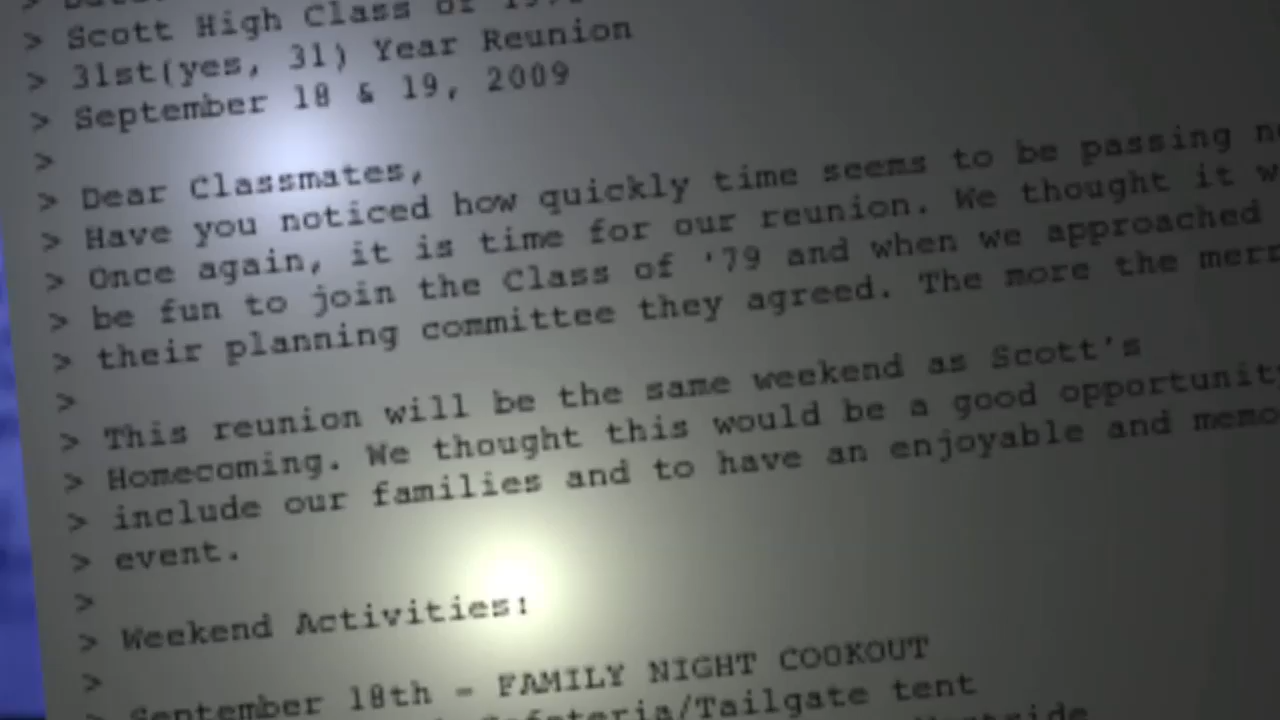 > Scott High Class of
> 31st(yes, 31) Year Reunion
> September 18 & 19, 2009
>
> Dear Classmates,
> Have you noticed how quickly time seems to be passing
> Once again, it is time for our reunion. We thought it
> be fun to join the Class of '79 and when we approached
> their planning committee they agreed. The more the
>
> This reunion will be the same weekend as Scott's
> Homecoming. We thought this would be a good opportunity
> include our families and to have an enjoyable and
> event.
>
> Weekend Activities:
>
> September 18th - FAMILY NIGHT COOKOUT
Cafeteria/Tailgate tent